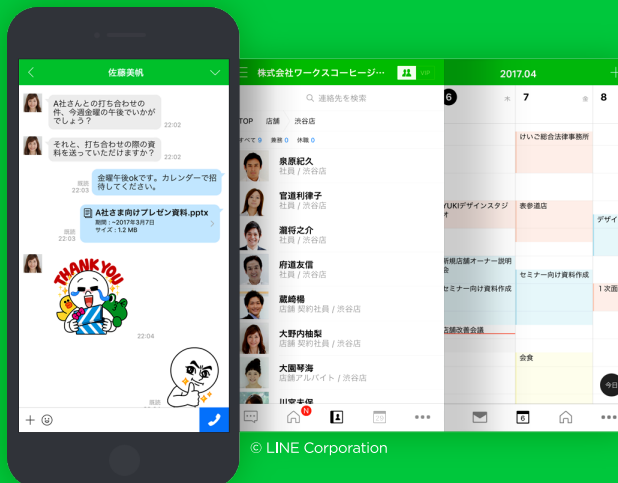 佐藤美帆
A社さんとの打ち合わせの
件、今週金曜の午後でいかが
でしょう？
22:02
それと、打ち合わせの際の資
料を送っていただけますか？
22:02
金曜午後okです。カレンダーで招
待してください。
既読
22:03
A社さま向けプレゼン資料.pptx
期間：~2017年3月7日
サイズ：1.2 MB
既読
22:03
THANK YOU
22:04
既読
株式会社ワークスコーヒージ…
VIP
連絡先を検索
TOP 店舗 渋谷店
すべて 9 兼務 0 休職 0
泉原紀久
社員 / 渋谷店
官道利律子
社員 / 渋谷店
瀧将之介
社員 / 渋谷店
府道友信
社員 / 渋谷店
蔵崎楊
店舗 契約社員 / 渋谷店
大野内柚梨
店舗 契約社員 / 渋谷店
大園琴海
店舗アルバイト / 渋谷店
N
29
2017.04
6 木 7 金 8
けいご総合法律事務所
YUKIデザインスタジ
オ
表参道店
デザイ
新規店舗オーナー説明
会
セミナー向け資料作成
セミナー向け資料作成
1次面
店舗改善会議
会食
今日
6
© LINE Corporation